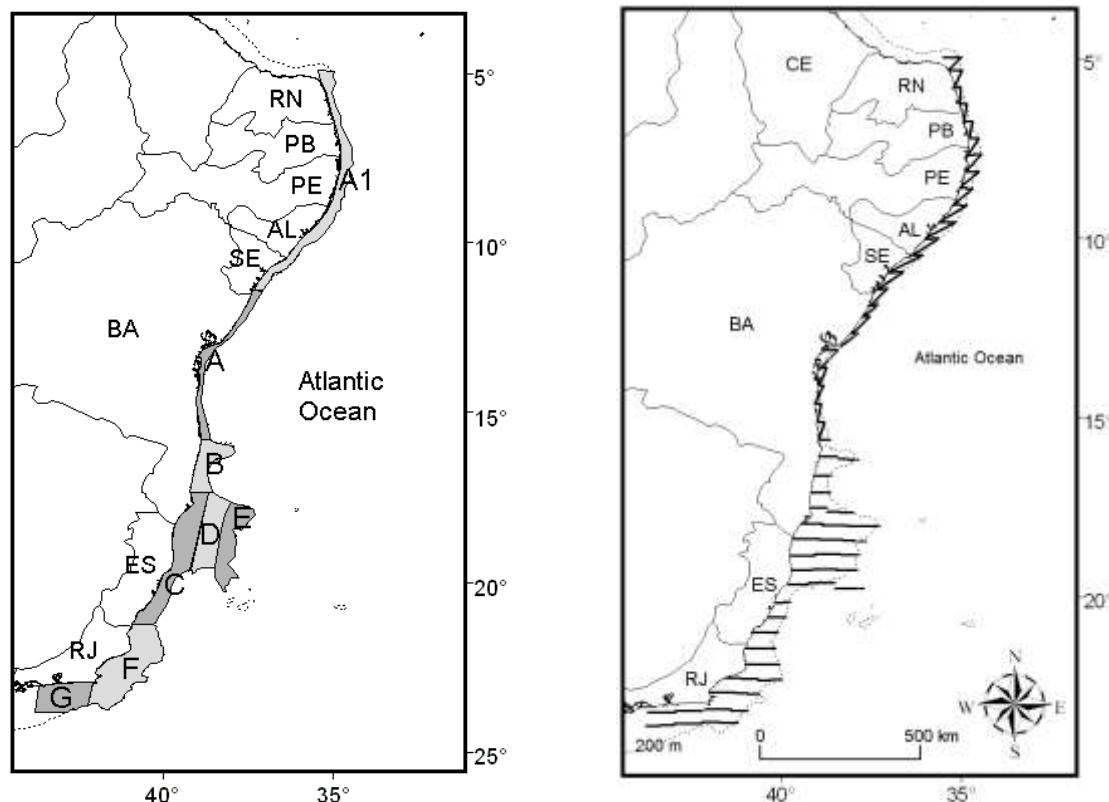 RN
PB
PE
A1
AL
SE
BA
A
Atlantic
Ocean
B
D
E
ES
C
RJ
F
G
5°
10°
15°
20°
25°
40°
35°
CE
RN
PB
PE
AL
SE
BA
Atlantic Ocean
ES
RJ
200 m
0
500 km
N
W
E
S
5°
10°
15°
20°
40°
35°